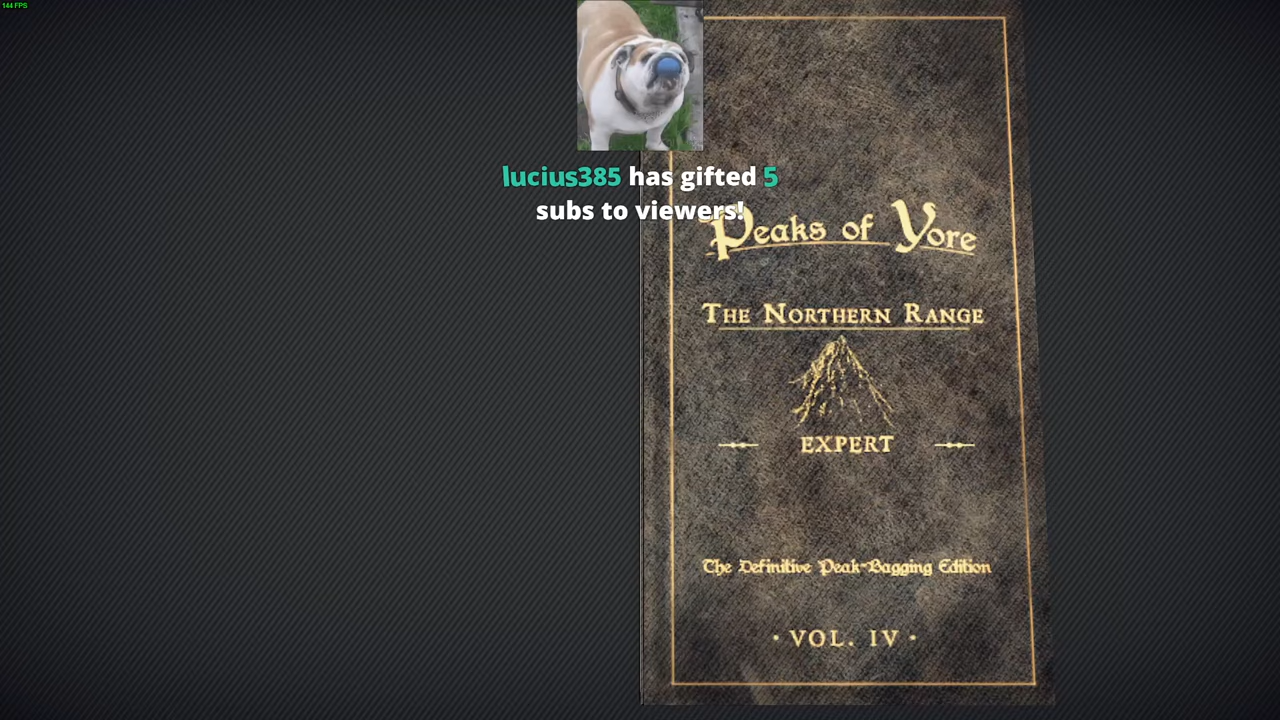 144 FPS
lucius385 has gifted 5
subs to viewers!
Peaks of Yore
The Northern Range
EXPERT
The Definitive Peak-Bagging Edition
· VOL. IV ·